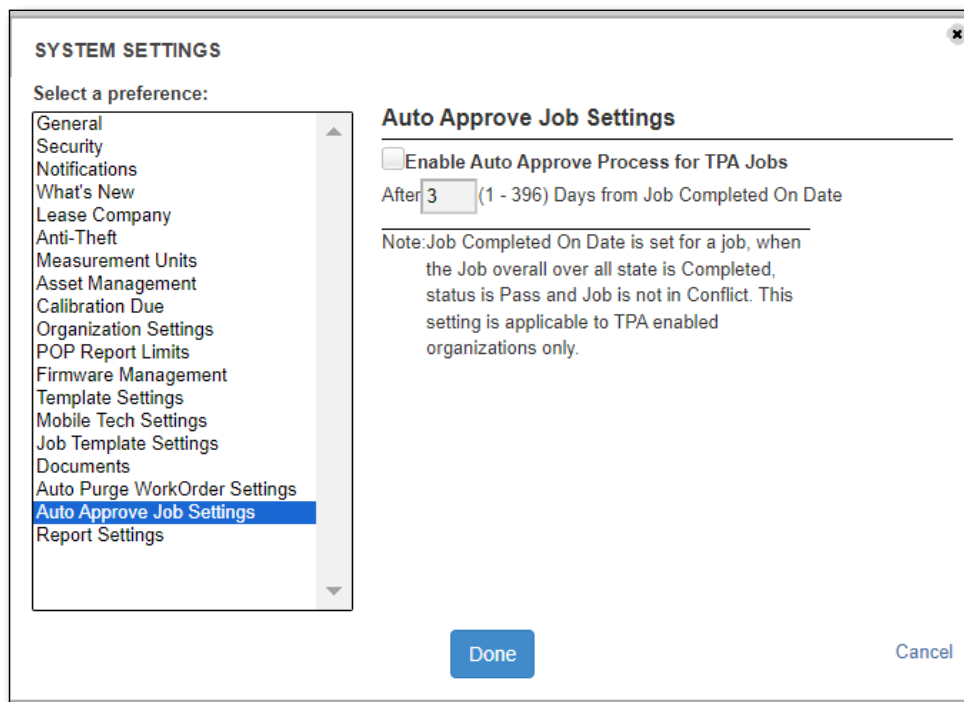 SYSTEM SETTINGS
Select a preference:
General
Security
Notifications
What's New
Lease Company
Anti-Theft
Measurement Units
Asset Management
Calibration Due
Organization Settings
POP Report Limits
Firmware Management
Template Settings
Mobile Tech Settings
Job Template Settings
Documents
Auto Purge WorkOrder Settings
Auto Approve Job Settings
Report Settings
Auto Approve Job Settings
Enable Auto Approve Process for TPA Jobs
After 3 (1 - 396) Days from Job Completed On Date
Note:Job Completed On Date is set for a job, when
the Job overall over all state is Completed,
status is Pass and Job is not in Conflict. This
setting is applicable to TPA enabled
organizations only.
Done
Cancel